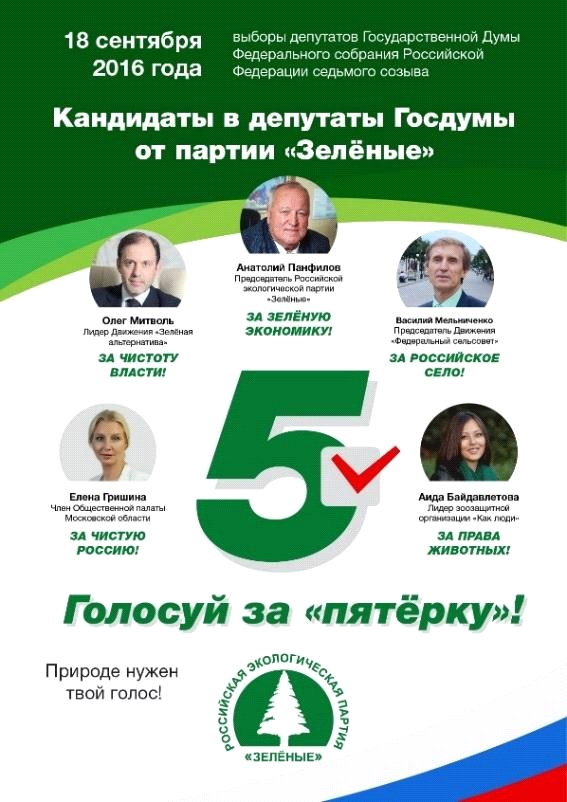 18 сентября
2016 года
выборы депутатов Государственной Думы
Федерального собрания Российской
Федерации седьмого созыва
Кандидаты в депутаты Госдумы
от партии «Зелёные»
Анатолий Панфилов
Председатель Российской
экологической партии
«Зелёные»
ЗА ЗЕЛЁНУЮ
ЭКОНОМИКУ!
Олег Митволь
Лидер Движения «Зелёная
альтернатива»
ЗА ЧИСТОТУ
ВЛАСТИ!
Василий Мельниченко
Председатель Движения
«Федеральный сельсовет»
ЗА РОССИЙСКОЕ
СЕЛО!
5
Елена Гришина
Член Общественной палаты
Московской области
ЗА ЧИСТУЮ
РОССИЮ!
Аида Байдавлетова
Лидер зоозащитной
организации «Как люди»
ЗА ПРАВА
ЖИВОТНЫХ!
Голосуй за «пятёрку»!
Природе нужен
твой голос!
РОССИЙСКАЯ ЭКОЛОГИЧЕСКАЯ ПАРТИЯ
«ЗЕЛЁНЫЕ»